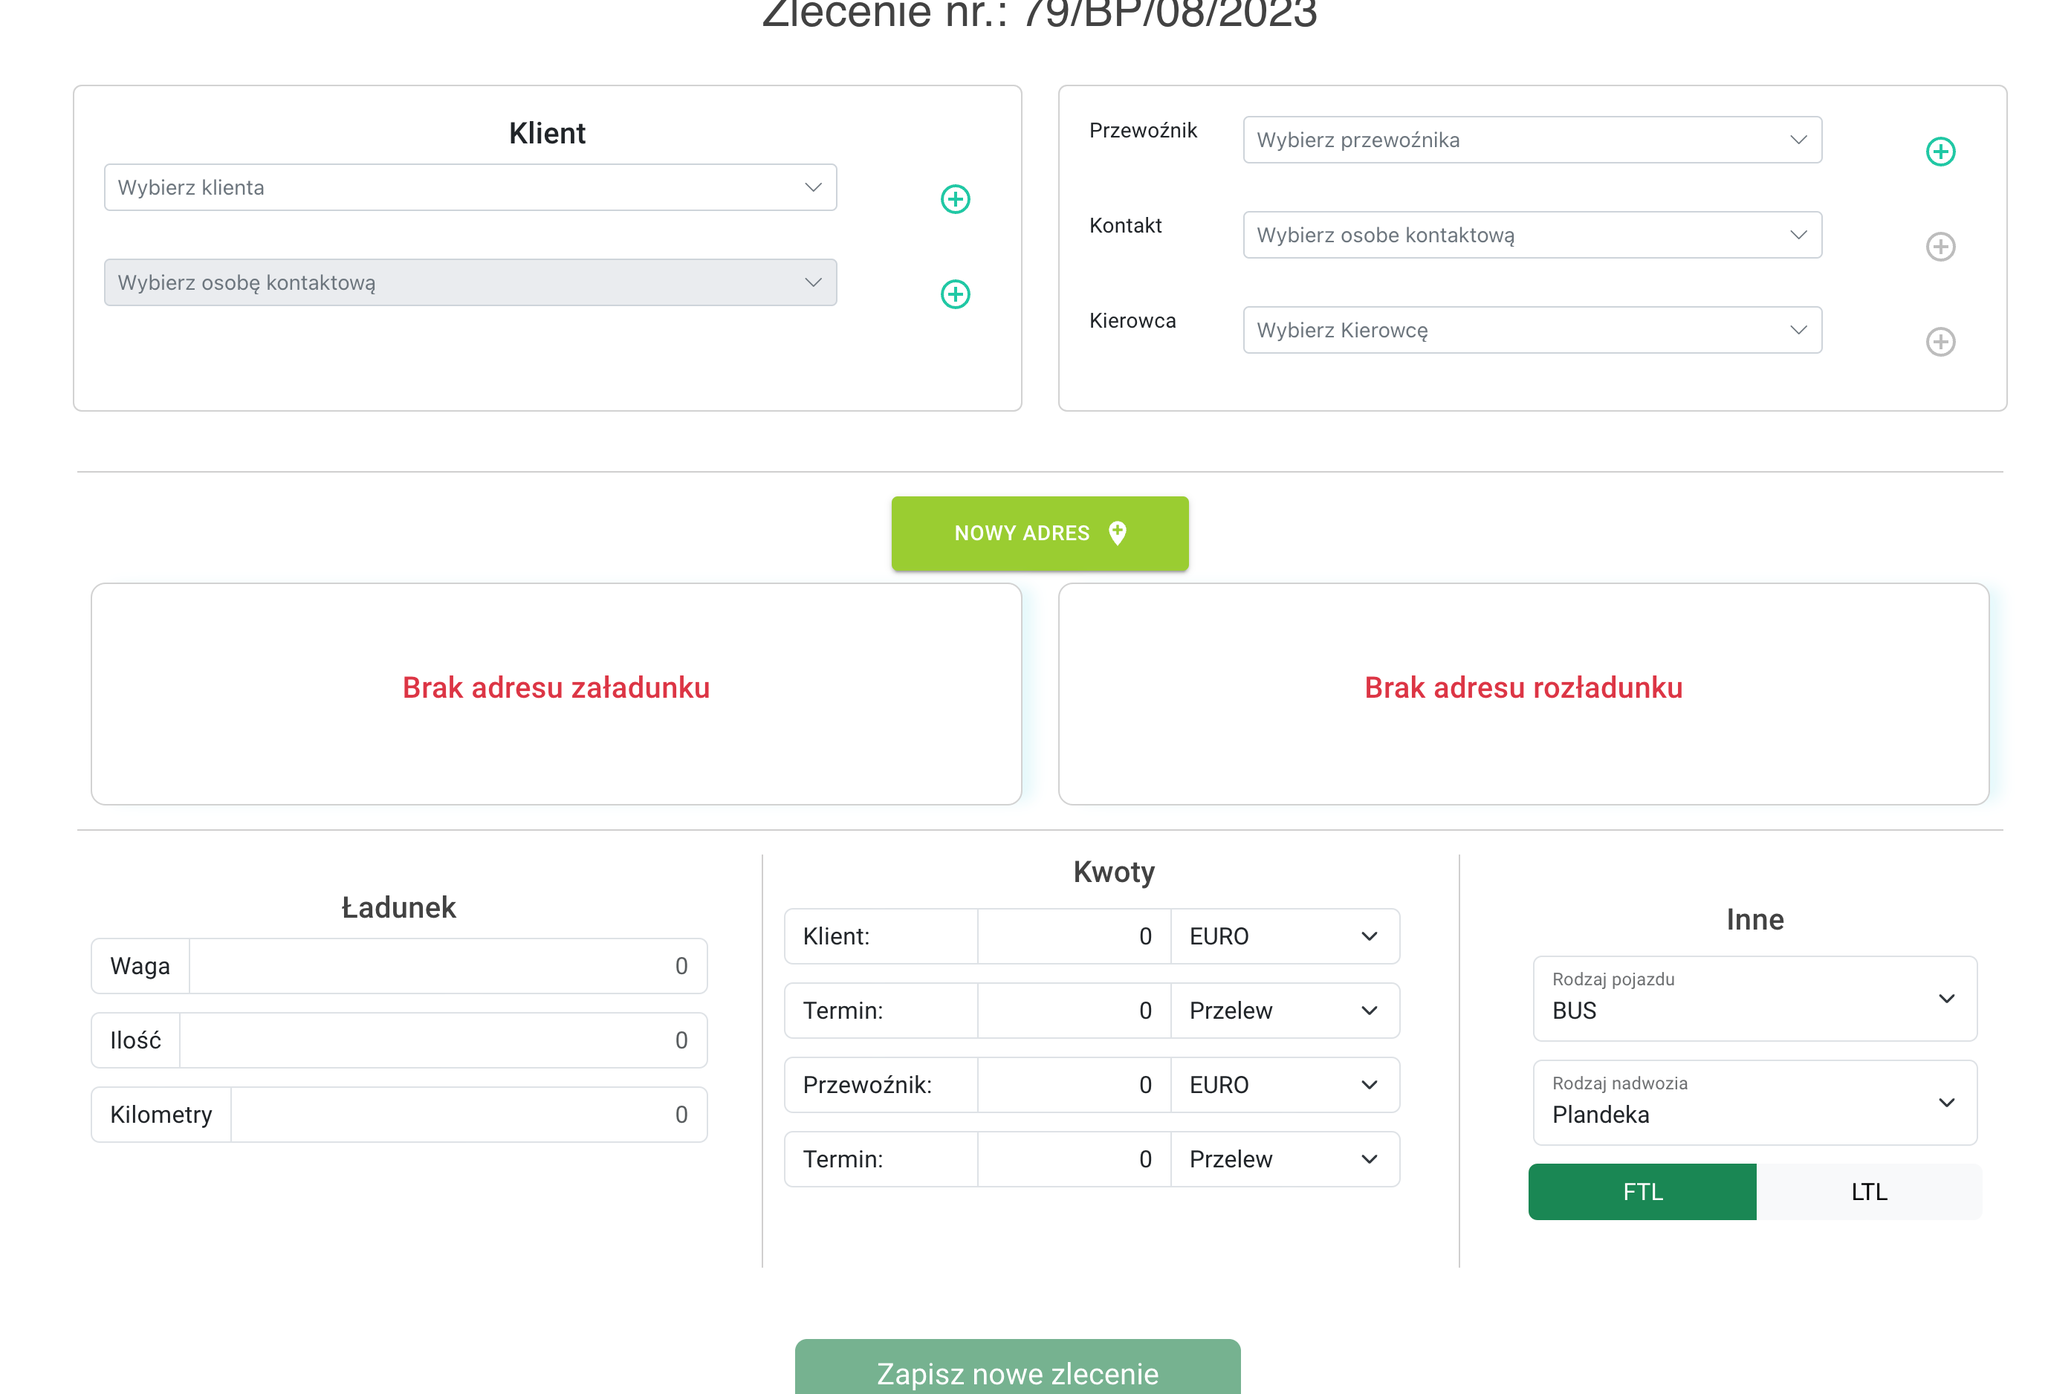 Zlecenie nr.: 79/BP/08/2023
Klient
Wybierz klienta
Wybierz osobę kontaktową
Przewoźnik
Wybierz przewoźnika
Kontakt
Wybierz osobe kontaktową
Kierowca
Wybierz Kierowcę
NOWY ADRES
Brak adresu załadunku
Brak adresu rozładunku
Ładunek
Waga 0
Ilość 0
Kilometry 0
Kwoty
Klient: 0 EURO
Termin: 0 Przelew
Przewoźnik: 0 EURO
Termin: 0 Przelew
Inne
Rodzaj pojazdu
BUS
Rodzaj nadwozia
Plandeka
FTL LTL
Zapisz nowe zlecenie